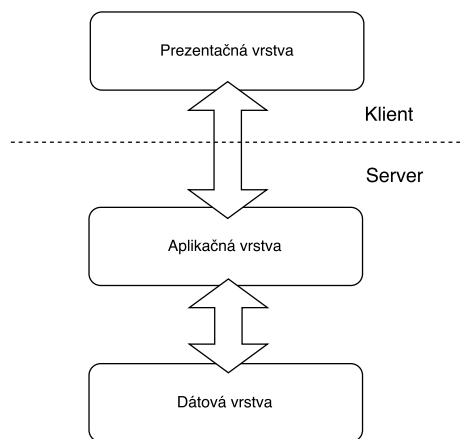 Prezentačná vrstva
Klient
Server
Aplikačná vrstva
Dátová vrstva